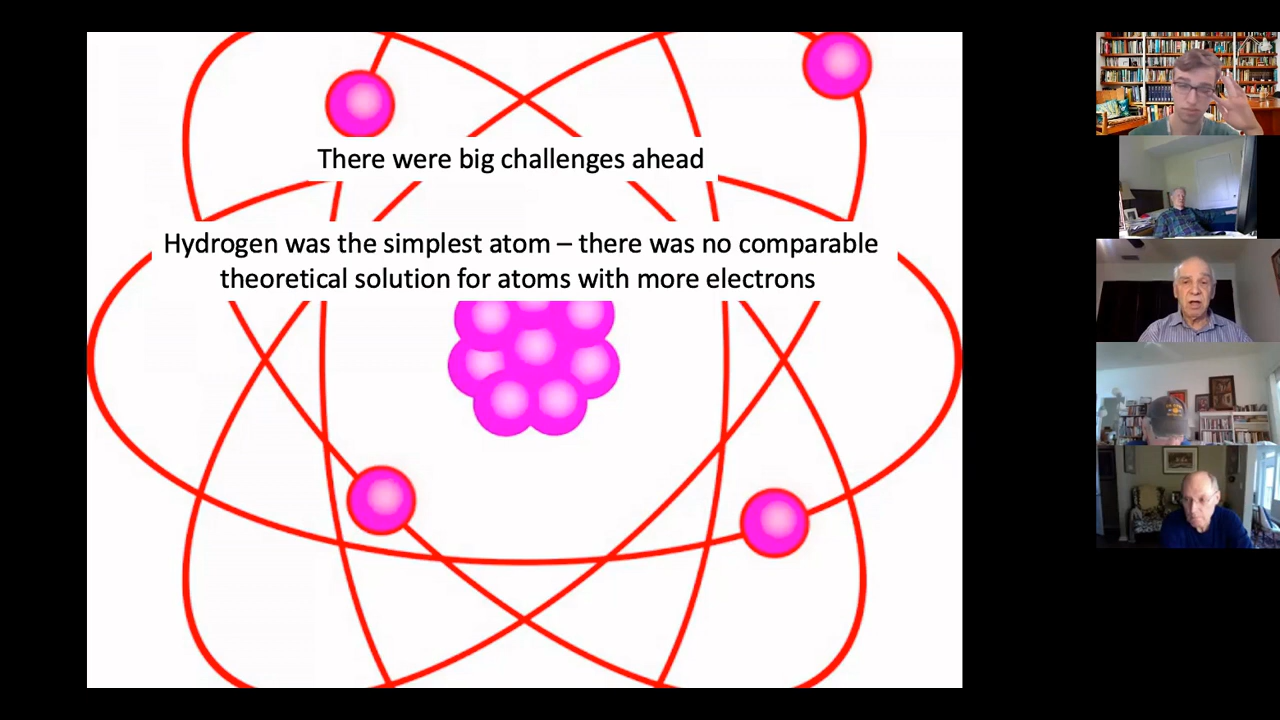 There were big challenges ahead
Hydrogen was the simplest atom – there was no comparable
theoretical solution for atoms with more electrons